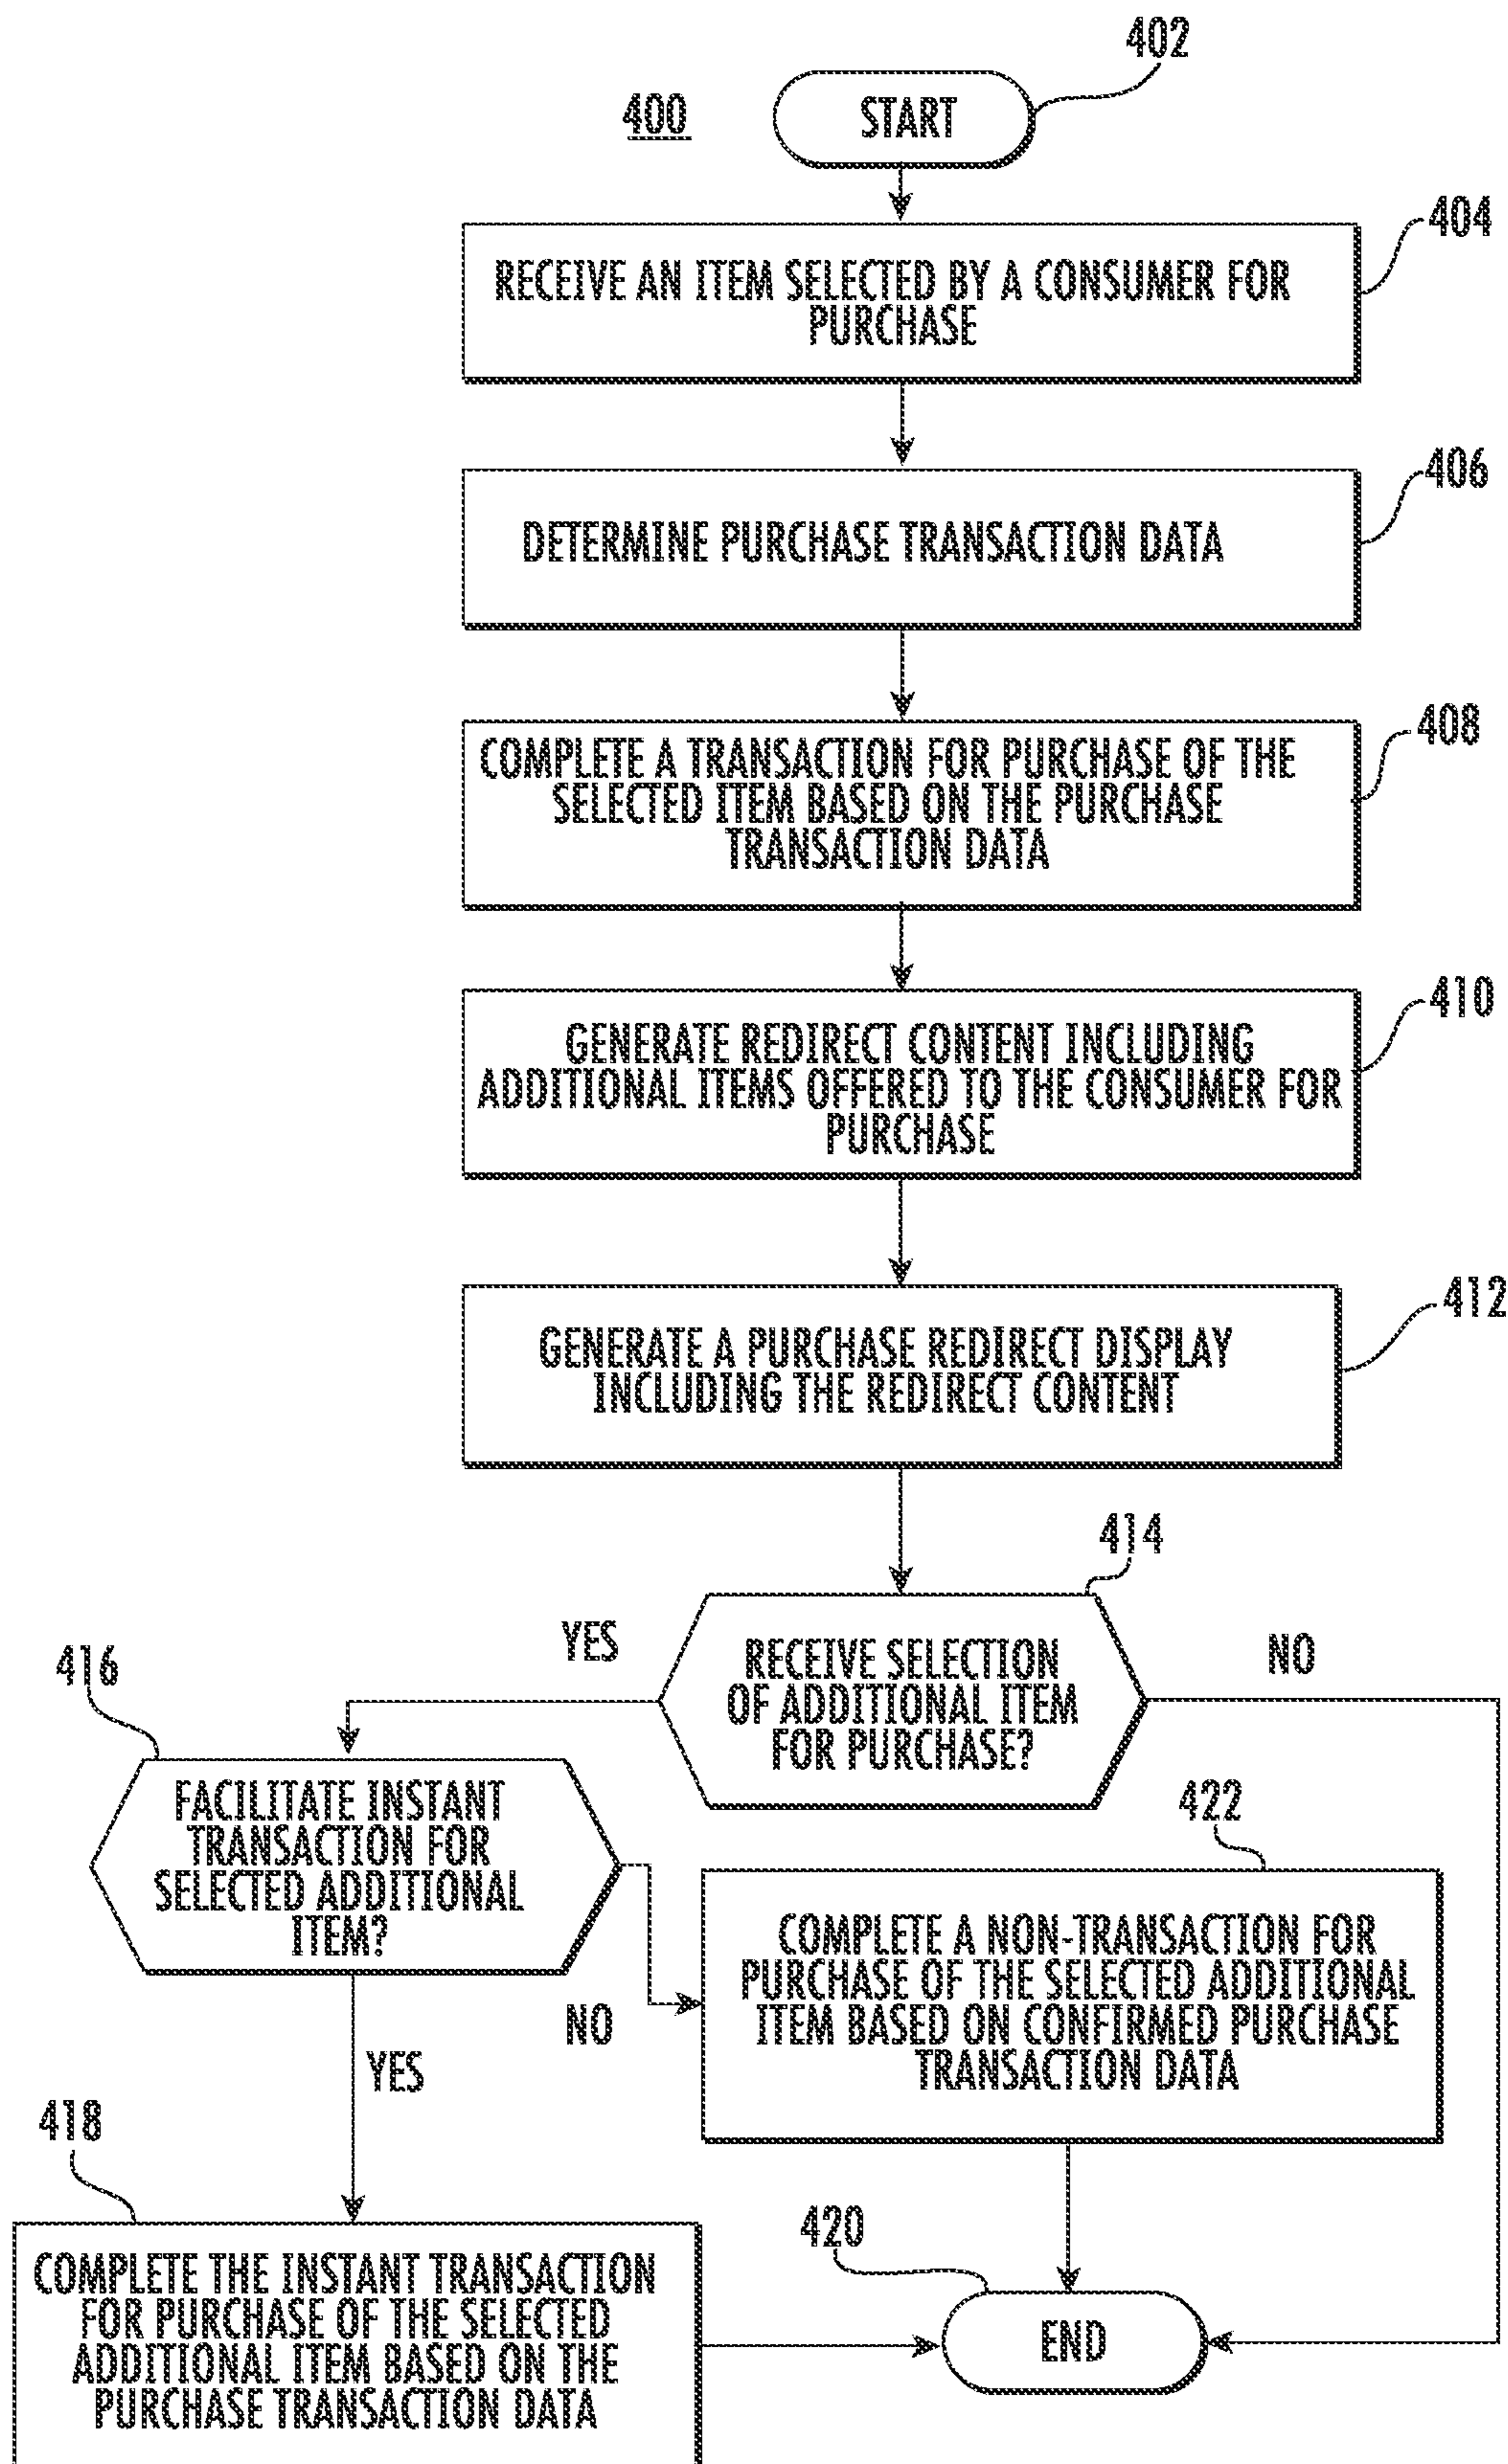 402
400
START
404
RECEIVE AN ITEM SELECTED BY A CONSUMER FOR
PURCHASE
406
DETERMINE PURCHASE TRANSACTION DATA
408
COMPLETE A TRANSACTION FOR PURCHASE OF THE
SELECTED ITEM BASED ON THE PURCHASE
TRANSACTION DATA
410
GENERATE REDIRECT CONTENT INCLUDING
ADDITIONAL ITEMS OFFERED TO THE CONSUMER FOR
PURCHASE
412
GENERATE A PURCHASE REDIRECT DISPLAY
INCLUDING THE REDIRECT CONTENT
414
YES
NO
RECEIVE SELECTION
OF ADDITIONAL ITEM
FOR PURCHASE?
416
FACILITATE INSTANT
TRANSACTION FOR
SELECTED ADDITIONAL
ITEM?
422
COMPLETE A NON-TRANSACTION FOR
PURCHASE OF THE SELECTED ADDITIONAL
ITEM BASED ON CONFIRMED PURCHASE
TRANSACTION DATA
NO
YES
418
COMPLETE THE INSTANT TRANSACTION
FOR PURCHASE OF THE SELECTED
ADDITIONAL ITEM BASED ON THE
PURCHASE TRANSACTION DATA
420
END